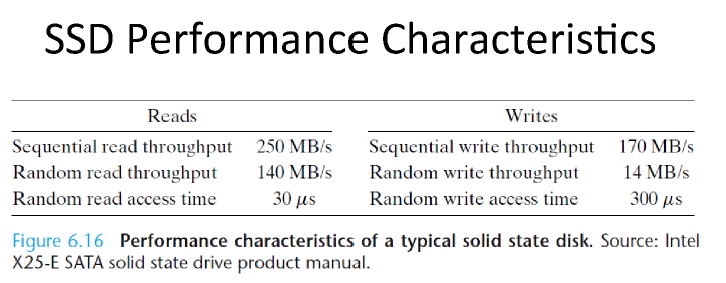 SSD Performance Characteristics
Reads Writes
Sequential read throughput 250 MB/s Sequential write throughput 170 MB/s
Random read throughput 140 MB/s Random write throughput 14 MB/s
Random read access time 30 μs Random write access time 300 μs
Figure 6.16 Performance characteristics of a typical solid state disk. Source: Intel
X25-E SATA solid state drive product manual.